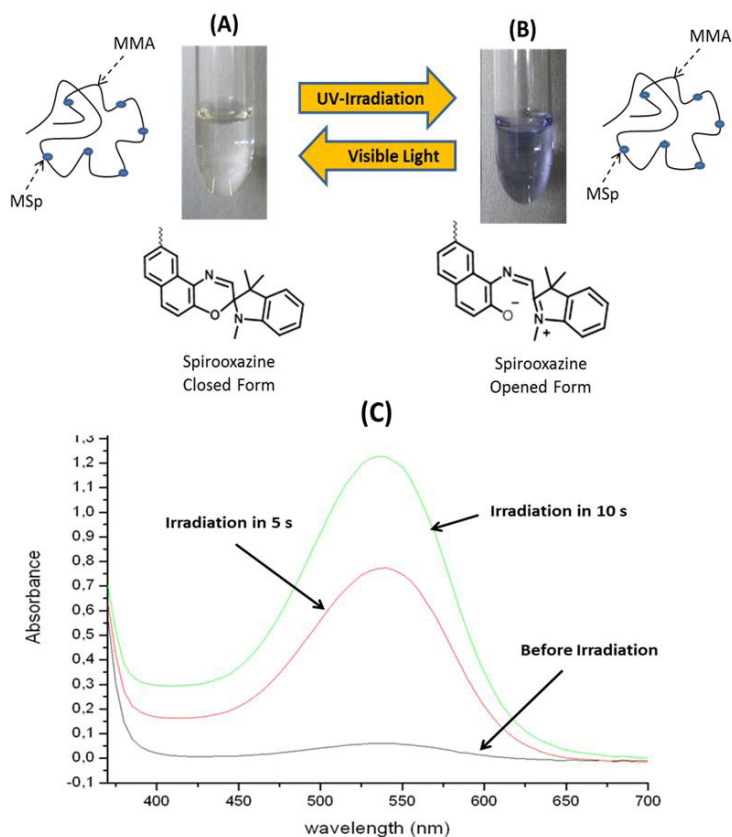 (A)
(B)
MMA
MMA
UV-Irradiation
Visible Light
MSp
MSp
N
O
N
N
O
−
N
+
Spirooxazine
Closed Form
Spirooxazine
Opened Form
(C)
1,3
1,2
1,1
1,0
0,9
0,8
0,7
0,6
0,5
0,4
0,3
0,2
0,1
0,0
-0,1
Absorbance
Irradiation in 5 s
Irradiation in 10 s
Before Irradiation
400
450
500
550
600
650
700
wavelength (nm)